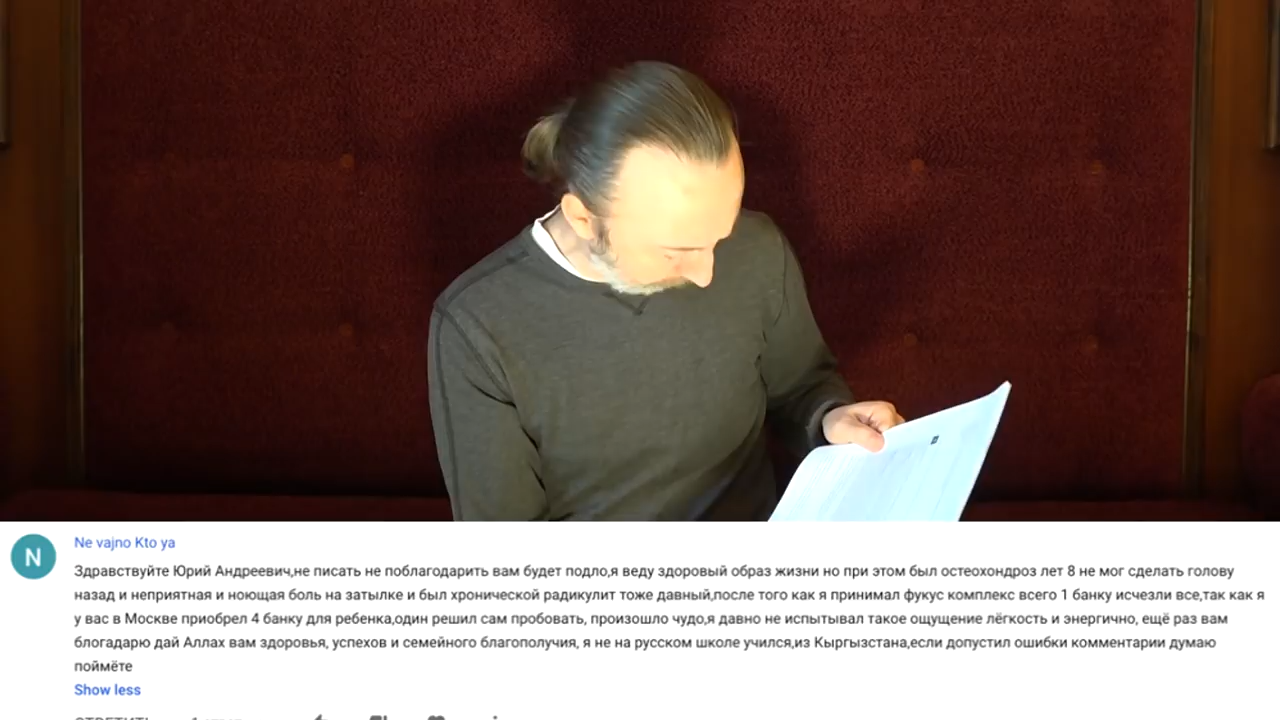 N
Ne vajno Kto ya
Здравствуйте Юрий Андреевич,не писать не поблагодарить вам будет подло,я веду здоровый образ жизни но при этом был остеохондроз лет 8 не мог сделать голову
назад и неприятная и ноющая боль на затылке и был хронической радикулит тоже давный,после того как я принимал фукус комплекс всего 1 банку исчезли все,так как я
у вас в Москве приобрел 4 банку для ребенка,один решил сам пробовать, произошло чудо,я давно не испытывал такое ощущение лёгкость и энергично, ещё раз вам
блогадарю дай Аллах вам здоровья, успехов и семейного благополучия, я не на русском школе учился,из Кыргызстана,если допустил ошибки комментарии думаю
поймёте
Show less